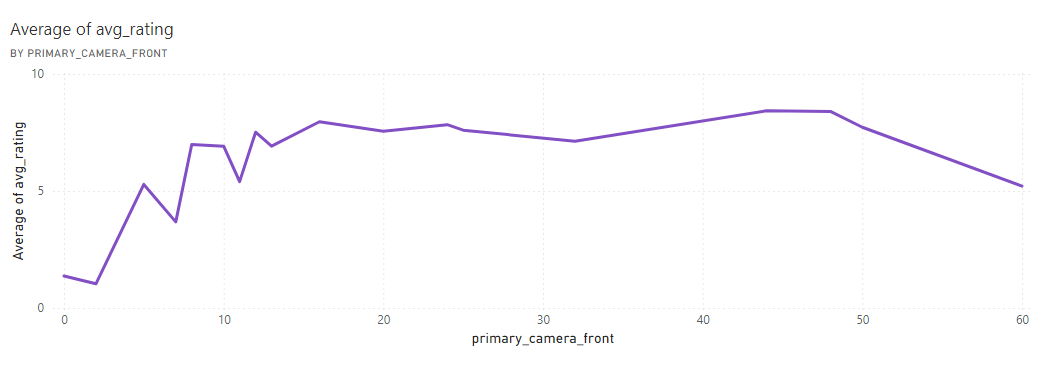 Average of avg_rating
BY PRIMARY_CAMERA_FRONT
Average of avg_rating
10
5
0
0 10 20 30 40 50 60
primary_camera_front